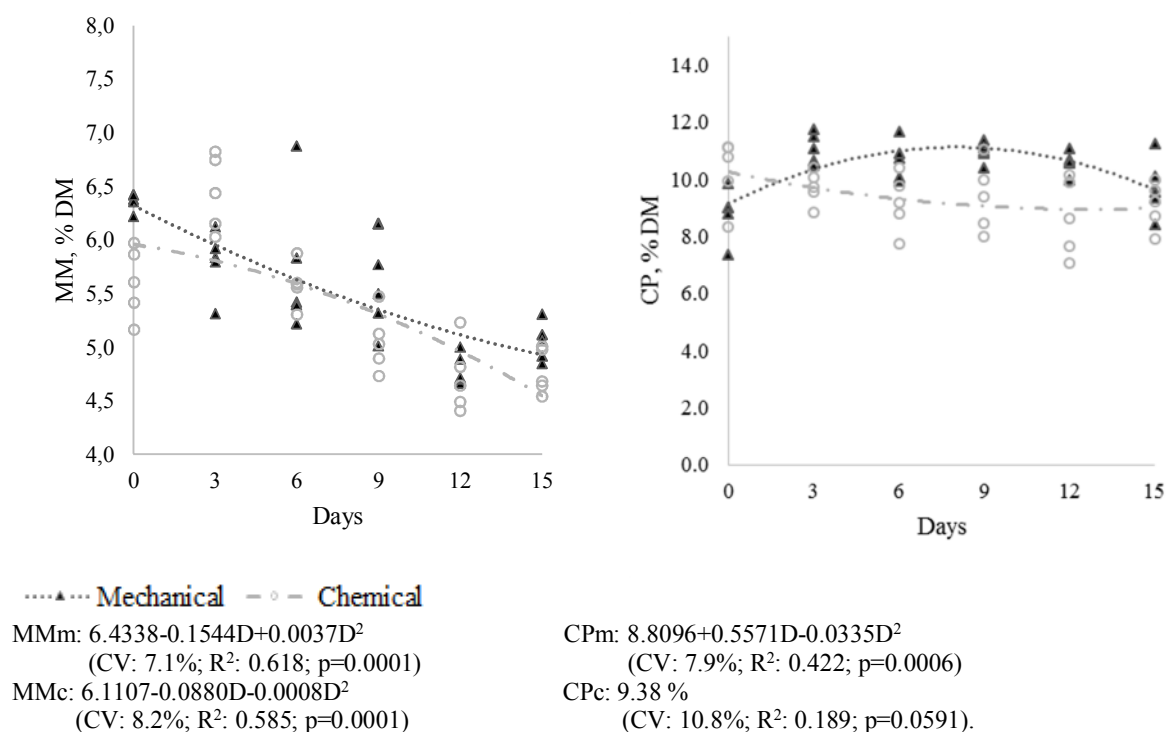 8,0
7,5
7,0
6,5
6,0
5,5
5,0
4,5
4,0
MM, % DM
0 3 6 9 12 15
Days
14.0
12.0
10.0
8.0
6.0
4.0
2.0
0.0
CP, % DM
0 3 6 9 12 15
Days
Mechanical Chemical
MMm: 6.4338-0.1544D+0.0037D²
(CV: 7.1%; R²: 0.618; p=0.0001)
MMc: 6.1107-0.0880D-0.0008D²
(CV: 8.2%; R²: 0.585; p=0.0001)
CPm: 8.8096+0.5571D-0.0335D²
(CV: 7.9%; R²: 0.422; p=0.0006)
CPc: 9.38 %
(CV: 10.8%; R²: 0.189; p=0.0591).